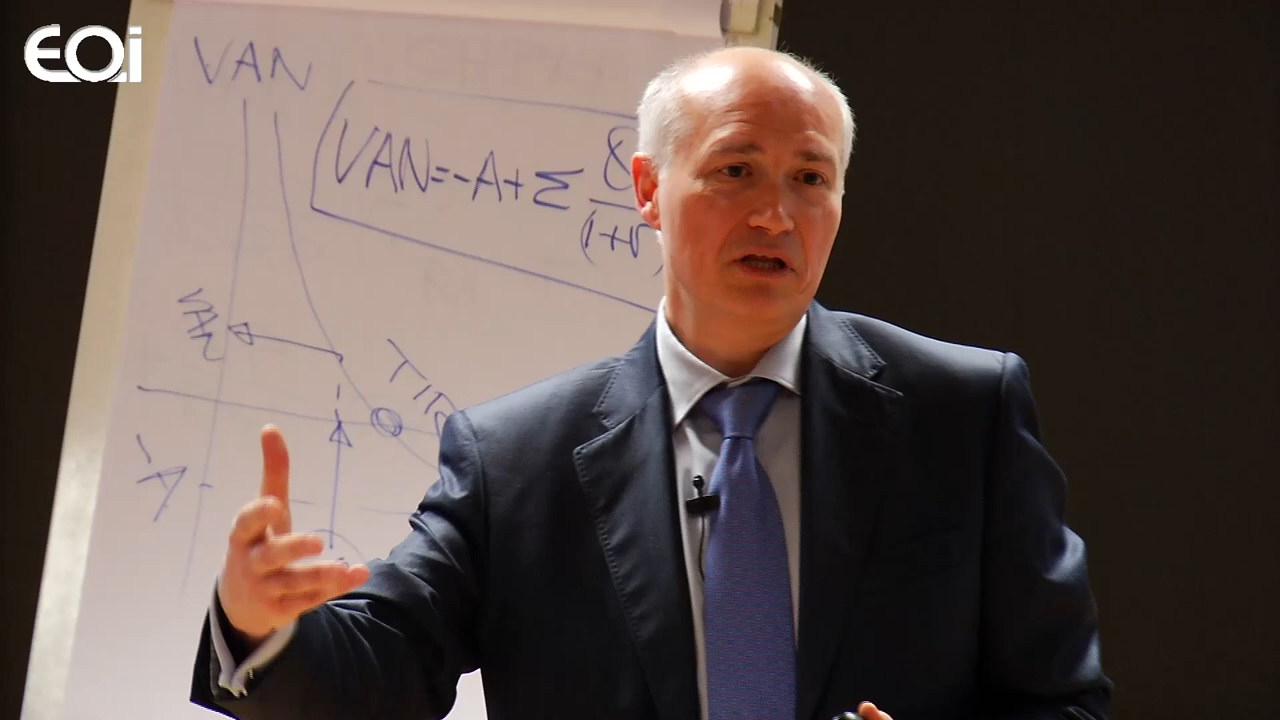 EOi
VAN
VAN=-A+Σ
(1+r
VAN
TIR
-A